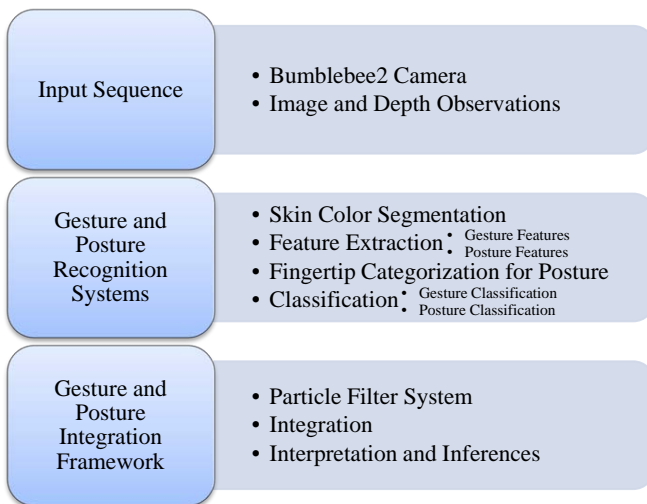 Input Sequence
• Bumblebee2 Camera
• Image and Depth Observations
Gesture and
Posture
Recognition
Systems
• Skin Color Segmentation
• Feature Extraction • Gesture Features
• Posture Features
• Fingertip Categorization for Posture
• Classification • Gesture Classification
• Posture Classification
Gesture and
Posture
Integration
Framework
• Particle Filter System
• Integration
• Interpretation and Inferences